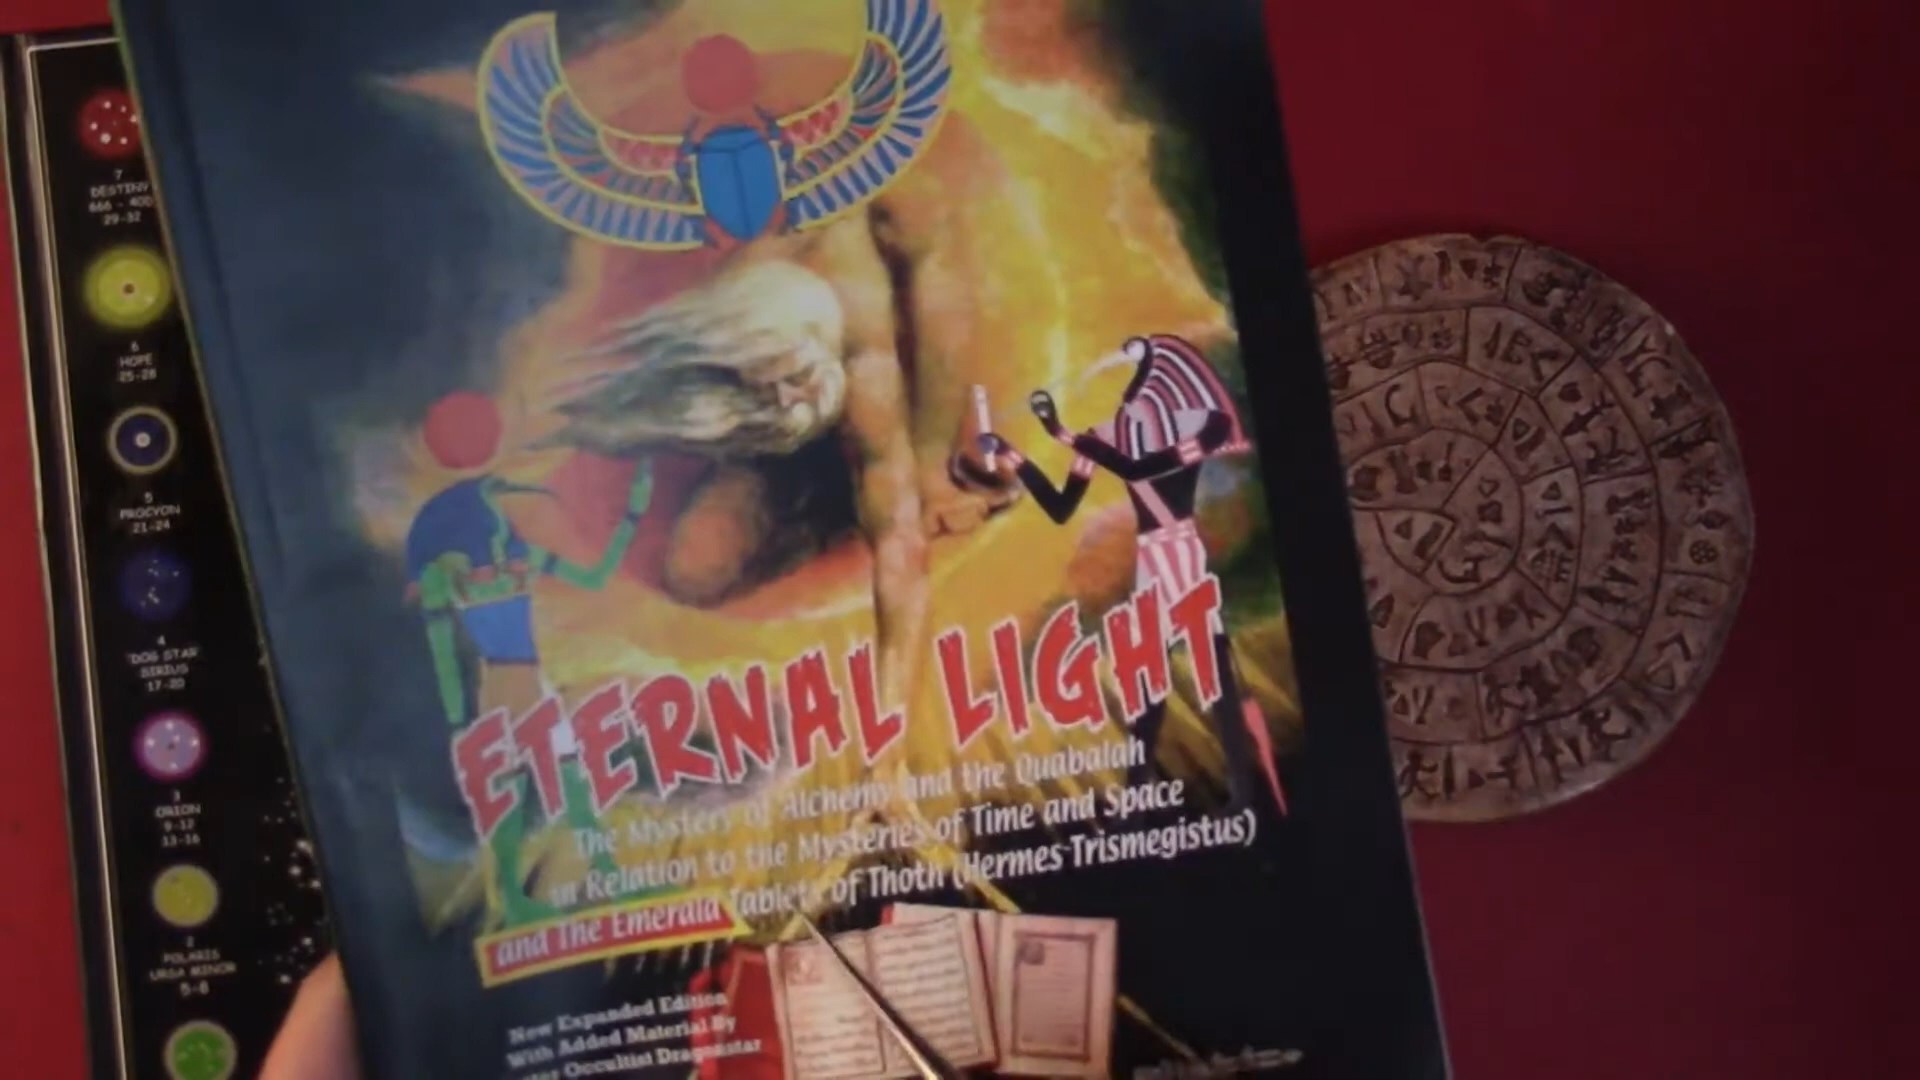 7
DESTINY
666 - 400
29-32
6
HOPE
25-28
5
PROCYON
21-24
4
DOG STAR
SIRIUS
17-20
3
ORION
9-12
13-16
2
POLARIS
URSA MINOR
5-8
ETERNAL LIGHT
The Mystery of Alchemy and the Quabalah
in Relation to the Mysteries of Time and Space
and The Emerald Tablets of Thoth (Hermes Trismegistus)
New Expanded Edition
With Added Material By
Occultist Dragonstar